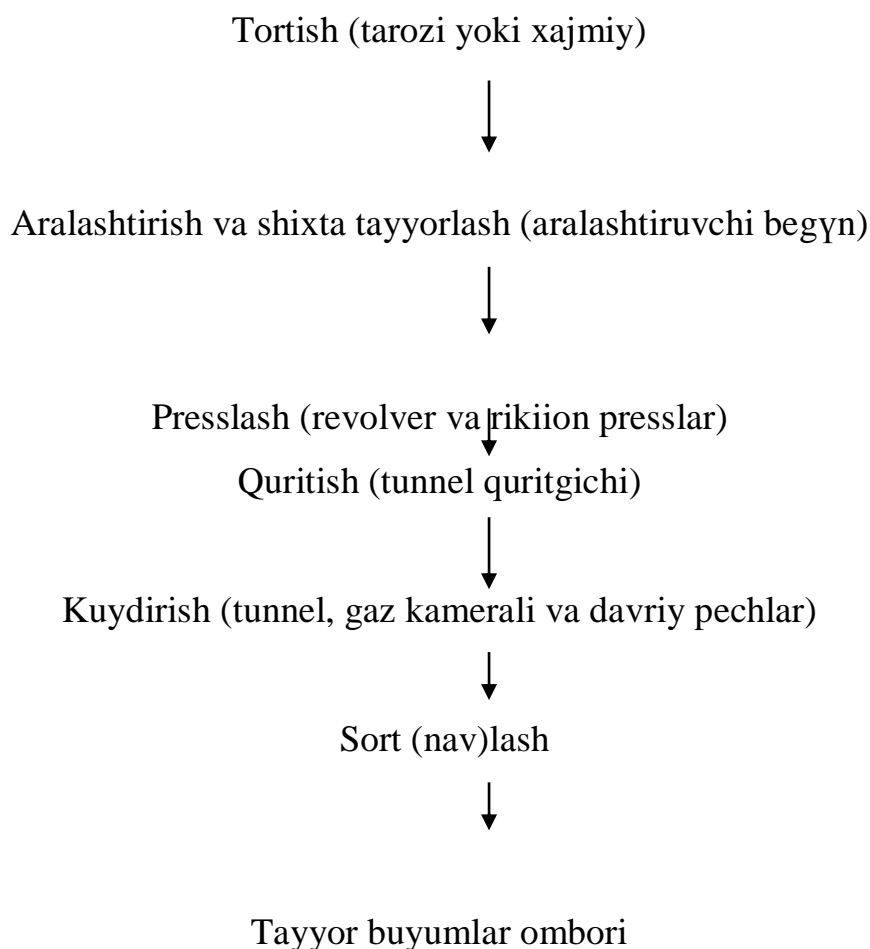 Tortish (tarozi yoki xajmiy)
Aralashtirish va shixta tayyorlash (aralashtiruvchi begүn)
Presslash (revolver va rikiion presslar)
Quritish (tunnel quritgichi)
Kuydirish (tunnel, gaz kamerali va davriy pechlar)
Sort (nav)lash
Tayyor buyumlar ombori